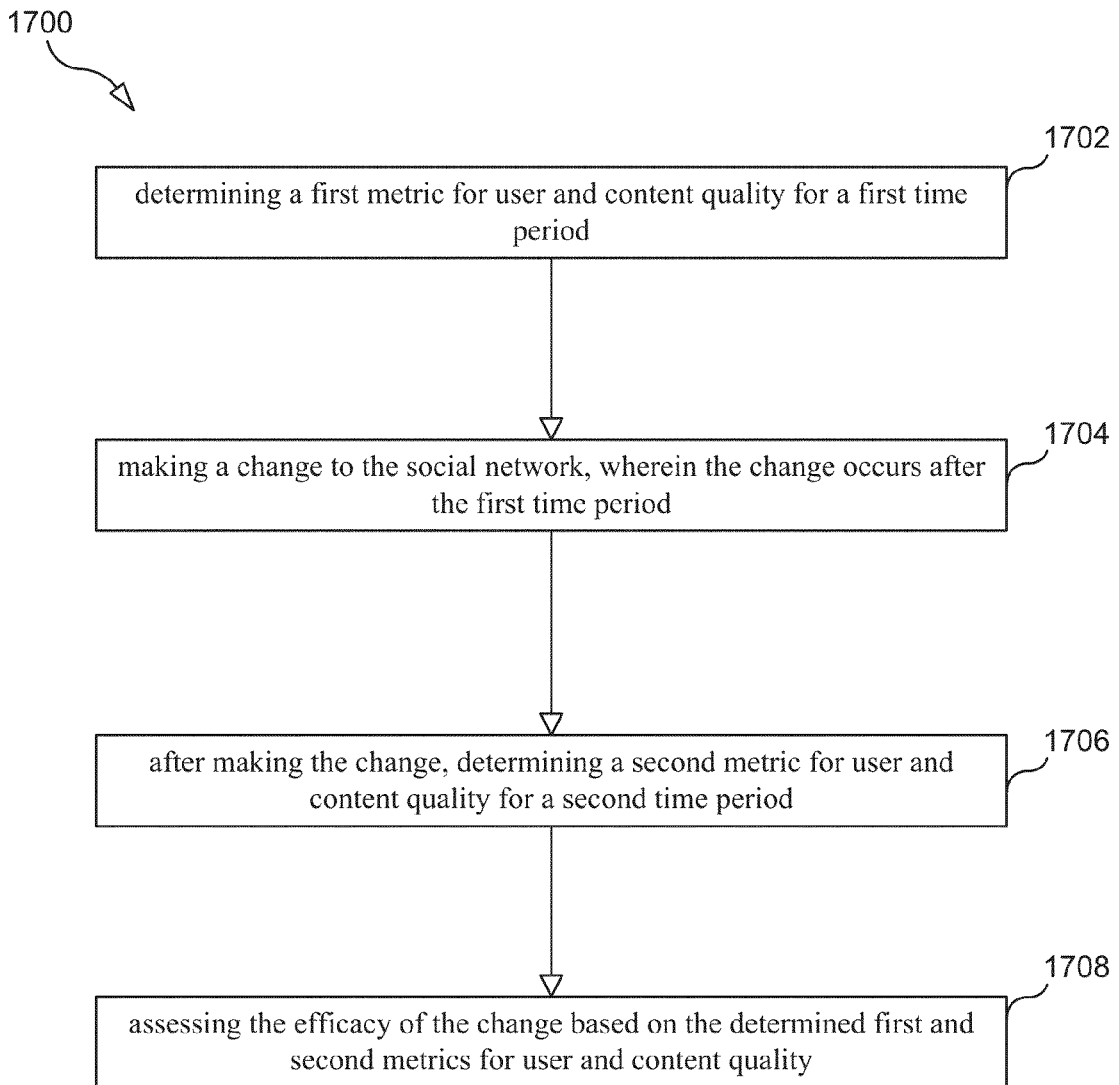 1700
1702
determining a first metric for user and content quality for a first time
period
1704
making a change to the social network, wherein the change occurs after
the first time period
1706
after making the change, determining a second metric for user and
content quality for a second time period
1708
assessing the efficacy of the change based on the determined first and
second metrics for user and content quality